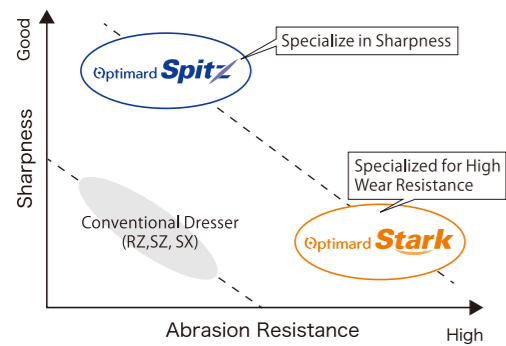 Good
Sharpness
Specialize in Sharpness
Optimard Spitz
Specialized for High
Wear Resistance
Conventional Dresser
(RZ,SZ, SX)
Optimard Stark
Abrasion Resistance
High